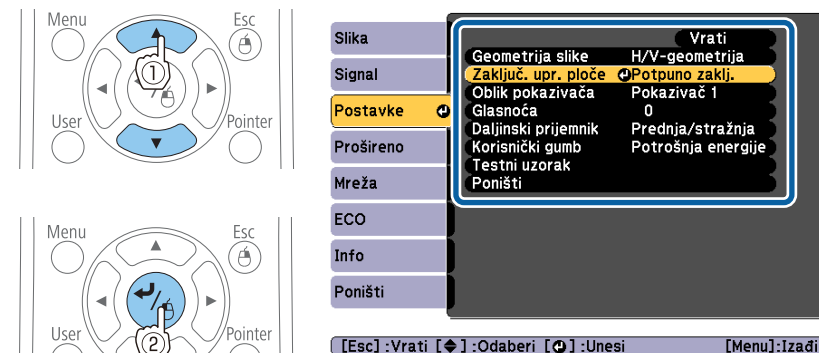 Menu
Esc
1
User
Pointer
Menu
Esc
User
Pointer
2
Slika
Signal
Postavke
Prošireno
Mreža
ECO
Info
Poništi
Vrati
Geometrija slike H/V-geometrija
Zaključ. upr. ploče Potpuno zaklj.
Oblik pokazivača Pokazivač 1
Glasnoća 0
Daljinski prijemnik Prednja/stražnja
Korisnički gumb Potrošnja energije
Testni uzorak
Poništi
[Esc] :Vrati [◆] :Odaberi [⏎] :Unesi [Menu]:Izađi